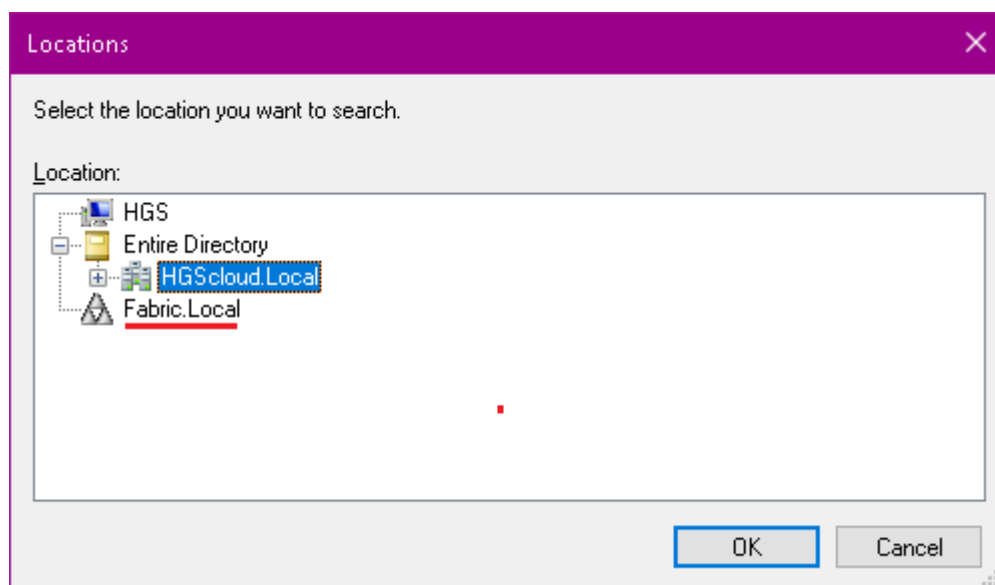 Locations
Select the location you want to search.
Location:
HGS
Entire Directory
HGScloud.Local
Fabric.Local
OK
Cancel